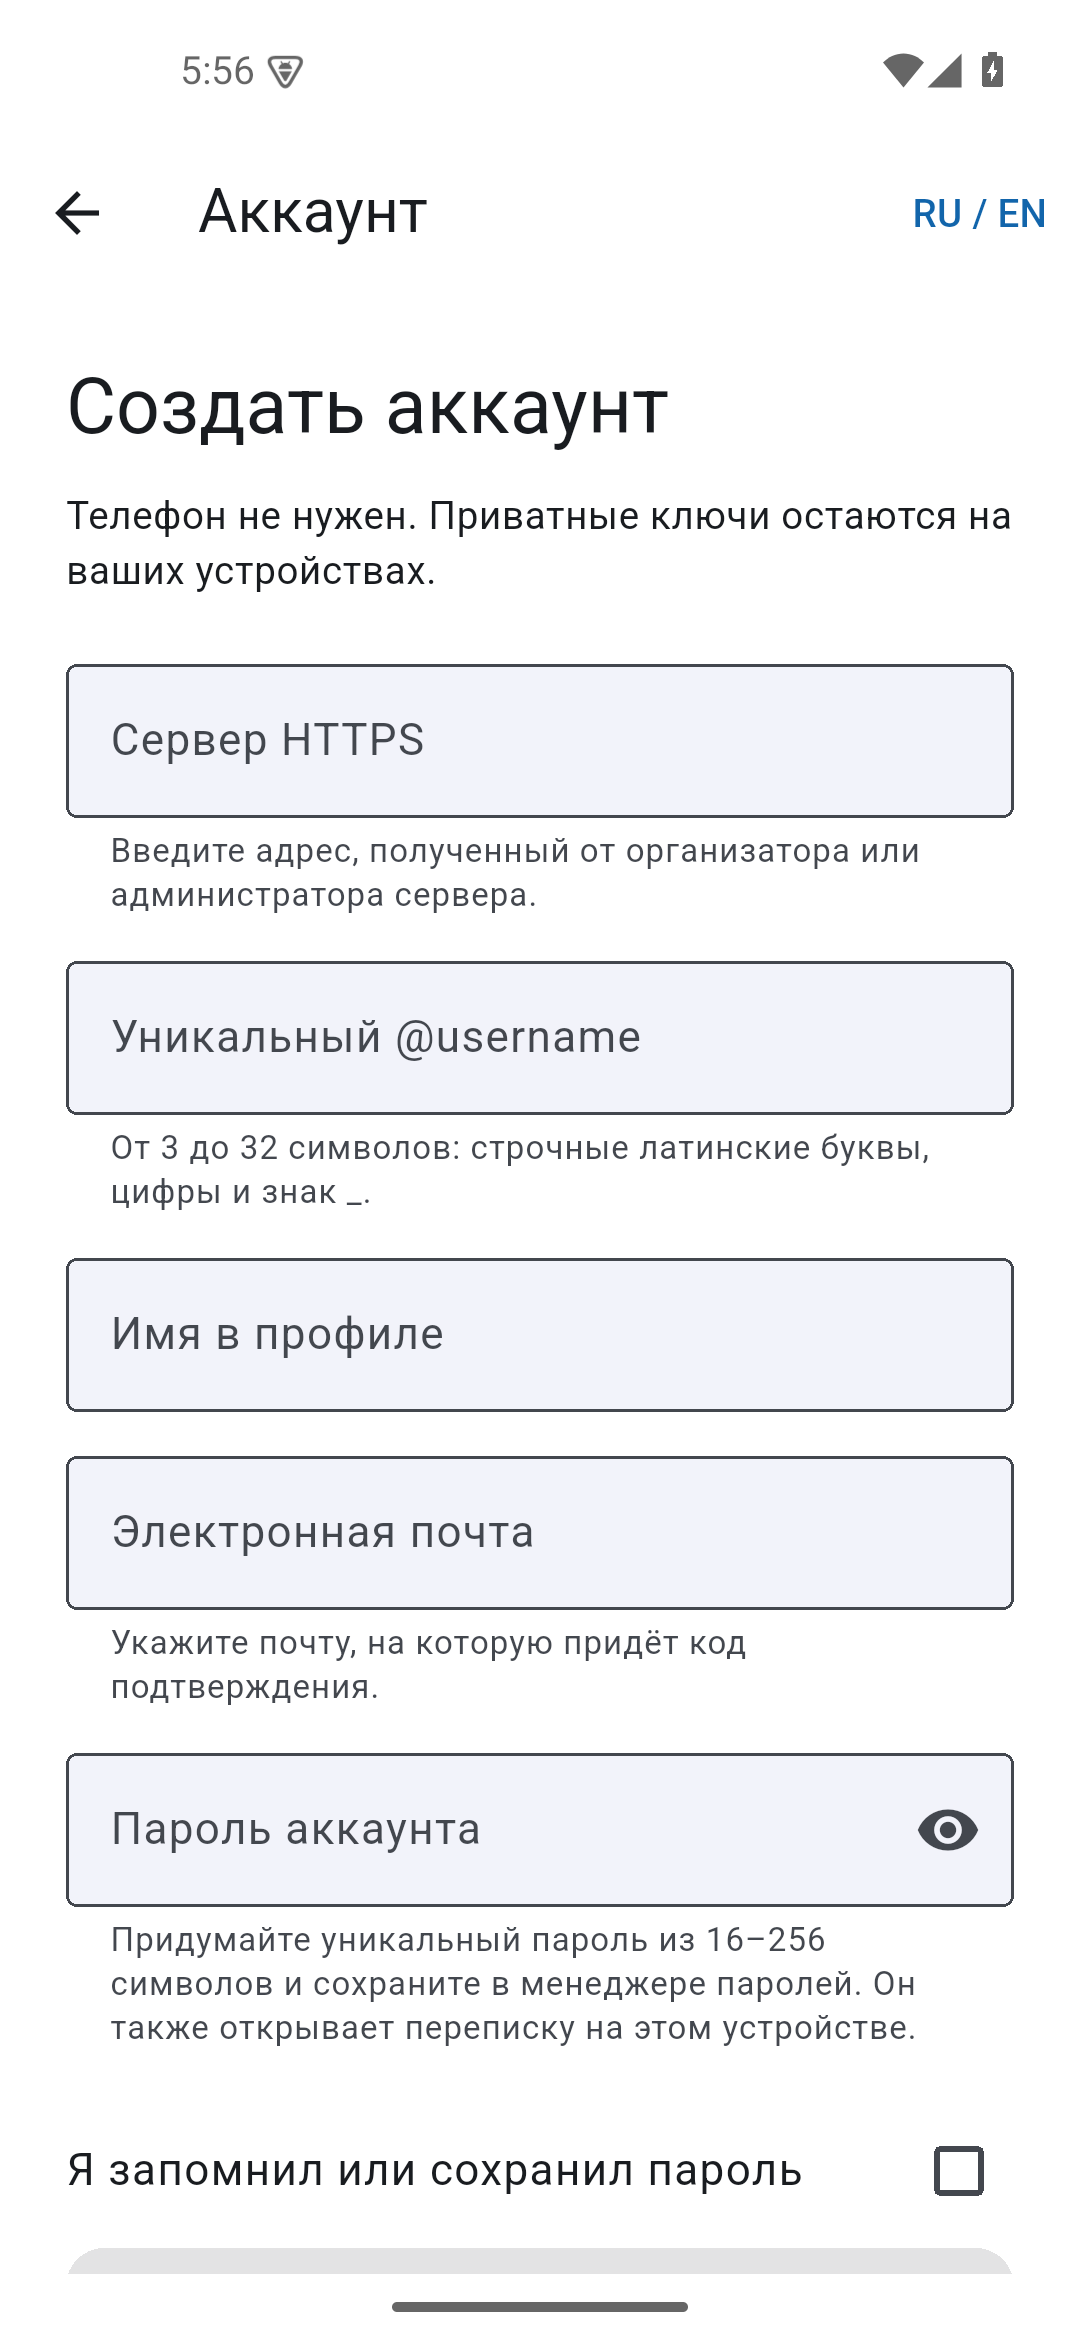 5:56
Аккаунт
RU / EN
Создать аккаунт
Телефон не нужен. Приватные ключи остаются на
ваших устройствах.
Сервер HTTPS
Введите адрес, полученный от организатора или
администратора сервера.
Уникальный @username
От 3 до 32 символов: строчные латинские буквы,
цифры и знак _.
Имя в профиле
Электронная почта
Укажите почту, на которую придёт код
подтверждения.
Пароль аккаунта
Придумайте уникальный пароль из 16–256
символов и сохраните в менеджере паролей. Он
также открывает переписку на этом устройстве.
Я запомнил или сохранил пароль